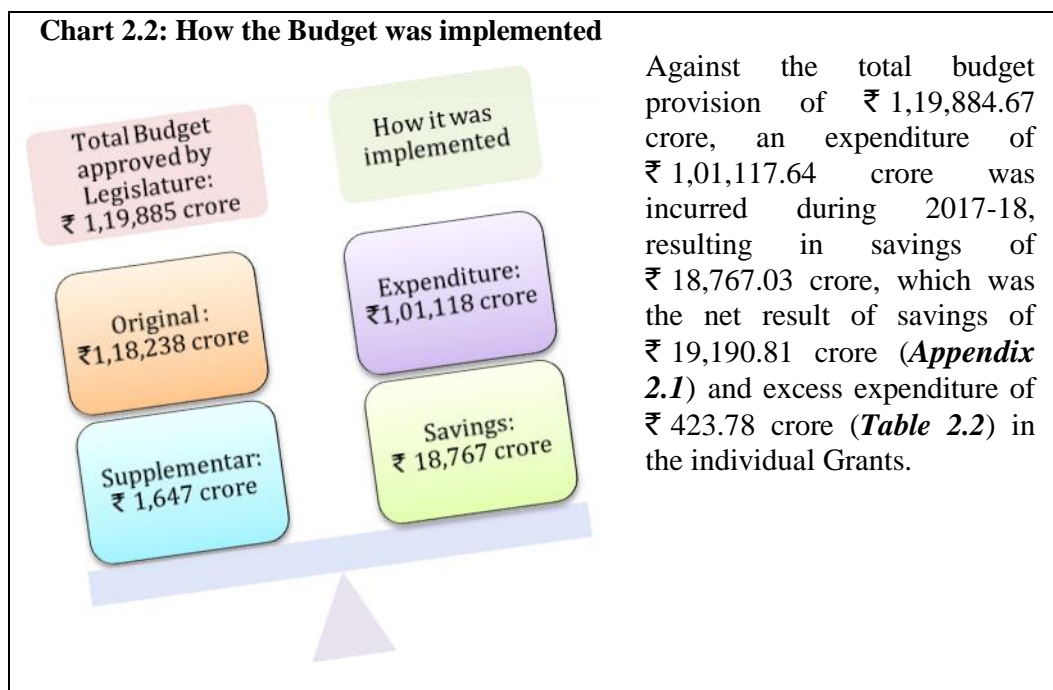 Chart 2.2: How the Budget was implemented
Total Budget
approved by
Legislature:
₹ 1,19,885 crore
Original :
₹1,18,238 crore
Supplementar:
₹ 1,647 crore
How it was
implemented
Expenditure:
₹1,01,118 crore
Savings:
₹ 18,767 crore
Against the total budget
provision of ₹ 1,19,884.67
crore, an expenditure of
₹ 1,01,117.64 crore was
incurred during 2017-18,
resulting in savings of
₹ 18,767.03 crore, which was
the net result of savings of
₹ 19,190.81 crore (Appendix
2.1) and excess expenditure of
₹ 423.78 crore (Table 2.2) in
the individual Grants.